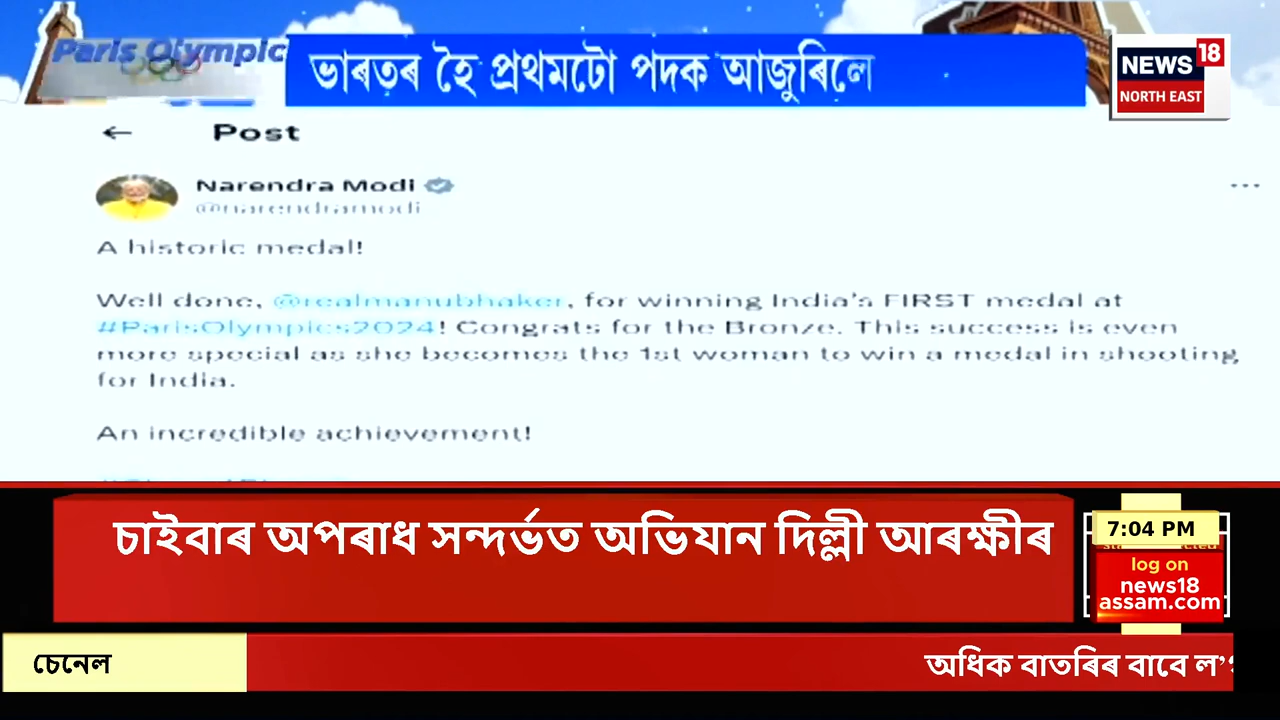 Paris Olympic
ভাৰতৰ হৈ প্ৰথমটো পদক আজুৰিলে
NEWS 18
NORTH EAST
← Post
Narendra Modi
@narendramodi
A historic medal!
Well done, @realmanubhaker, for winning India's FIRST medal at
#ParisOlympics2024! Congrats for the Bronze. This success is even
more special as she becomes the 1st woman to win a medal in shooting
for India.
An incredible achievement!
চাইবাৰ অপৰাধ সন্দৰ্ভত অভিযান দিল্লী আৰক্ষীৰ
7:04 PM
log on
news18
assam.com
চেনেল
অধিক বাতৰিৰ বাবে